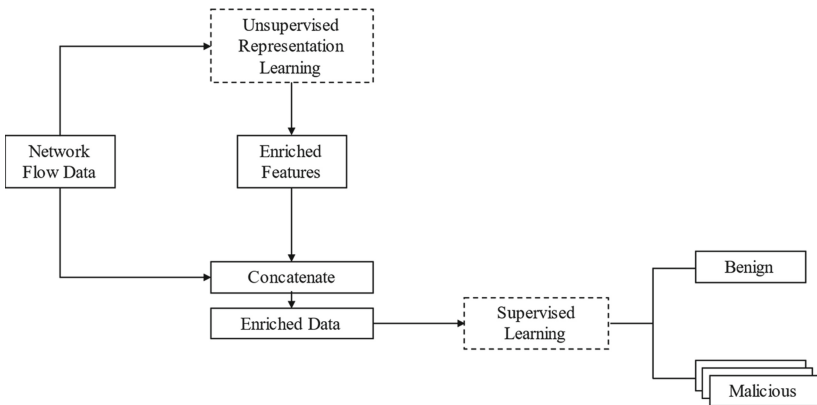 Unsupervised
Representation
Learning
Network
Flow Data
Enriched
Features
Concatenate
Enriched Data
Supervised
Learning
Benign
Malicious